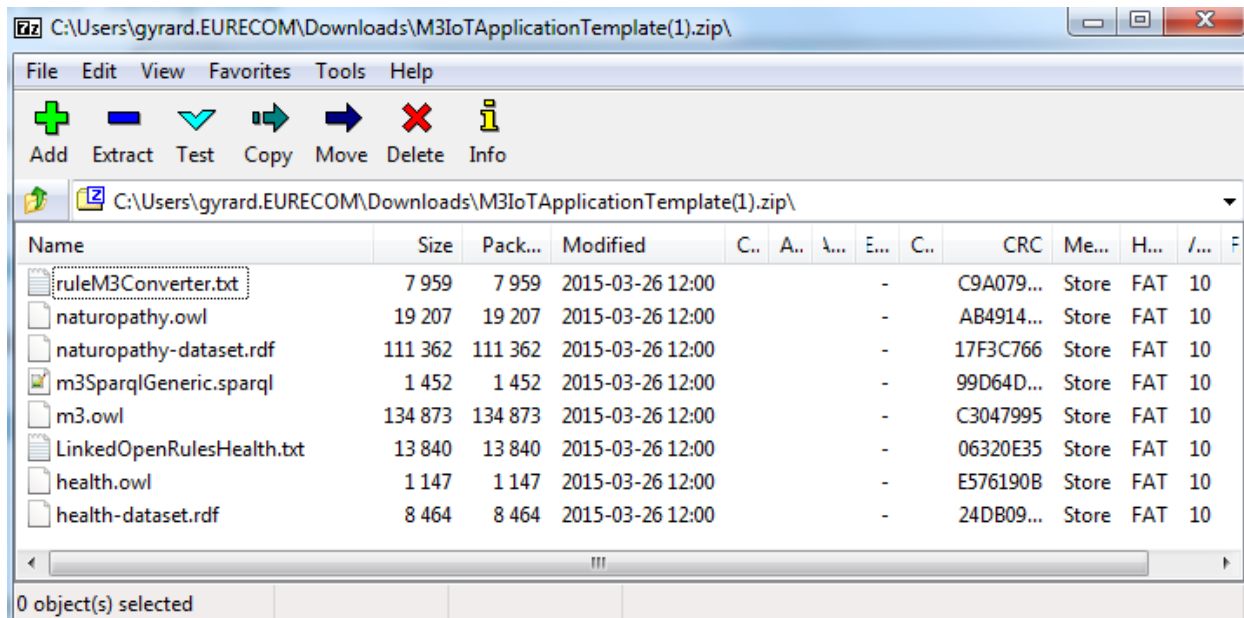 C:\Users\gyrard.EURECOM\Downloads\M3IoTApplicationTemplate(1).zip\
File Edit View Favorites Tools Help
Add Extract Test Copy Move Delete Info
C:\Users\gyrard.EURECOM\Downloads\M3IoTApplicationTemplate(1).zip\
Name Size Pack... Modified C.. A.. E... C.. CRC Me... H... /... F
ruleM3Converter.txt 7 959 7 959 2015-03-26 12:00 - C9A079... Store FAT 10
naturopathy.owl 19 207 19 207 2015-03-26 12:00 - AB4914... Store FAT 10
naturopathy-dataset.rdf 111 362 111 362 2015-03-26 12:00 - 17F3C766 Store FAT 10
m3SparqlGeneric.sparql 1 452 1 452 2015-03-26 12:00 - 99D64D... Store FAT 10
m3.owl 134 873 134 873 2015-03-26 12:00 - C3047995 Store FAT 10
LinkedOpenRulesHealth.txt 13 840 13 840 2015-03-26 12:00 - 06320E35 Store FAT 10
health.owl 1 147 1 147 2015-03-26 12:00 - E576190B Store FAT 10
health-dataset.rdf 8 464 8 464 2015-03-26 12:00 - 24DB09... Store FAT 10
0 object(s) selected